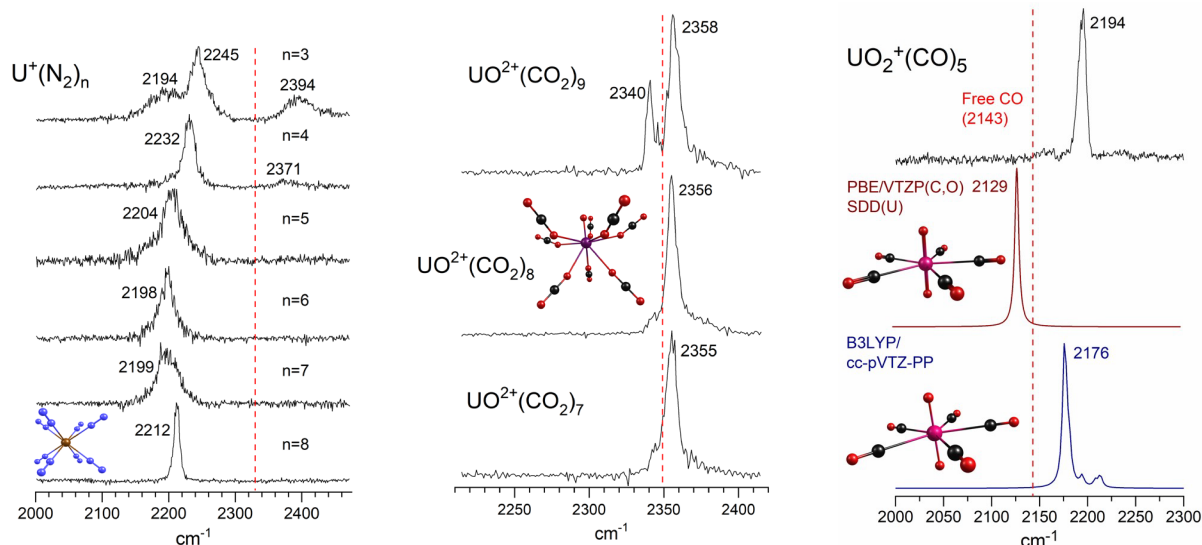 U⁺(N₂)ₙ
2194
2245
n=3
2394
2232
n=4
2371
2204
n=5
2198
n=6
2199
n=7
2212
n=8
2000 2100 2200 2300 2400
cm⁻¹
UO²⁺(CO₂)₉
2340
2358
UO²⁺(CO₂)₈
2356
UO²⁺(CO₂)₇
2355
2250 2300 2350 2400
cm⁻¹
UO₂⁺(CO)₅
2194
Free CO
(2143)
PBE/VTZP(C,O) 2129
SDD(U)
B3LYP/
cc-pVTZ-PP
2176
2000 2050 2100 2150 2200 2250 2300
cm⁻¹